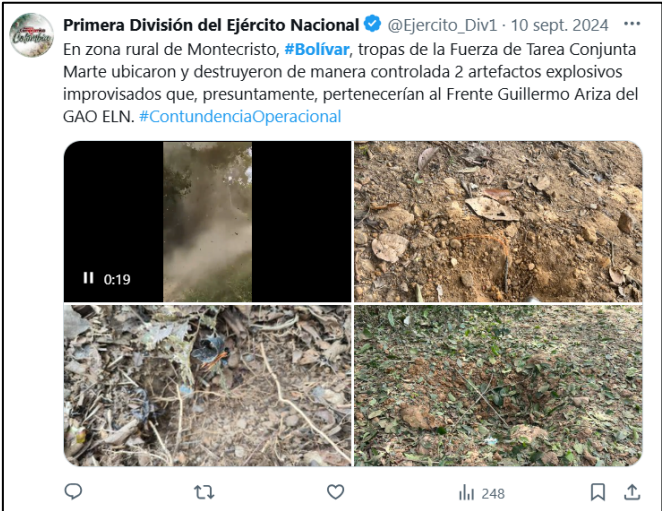 Primera División del Ejército Nacional @Ejercito_Div1 · 10 sept. 2024 ···
En zona rural de Montecristo, #Bolívar, tropas de la Fuerza de Tarea Conjunta
Marte ubicaron y destruyeron de manera controlada 2 artefactos explosivos
improvisados que, presuntamente, pertenecerían al Frente Guillermo Ariza del
GAO ELN. #ContundenciaOperacional
0:19
248